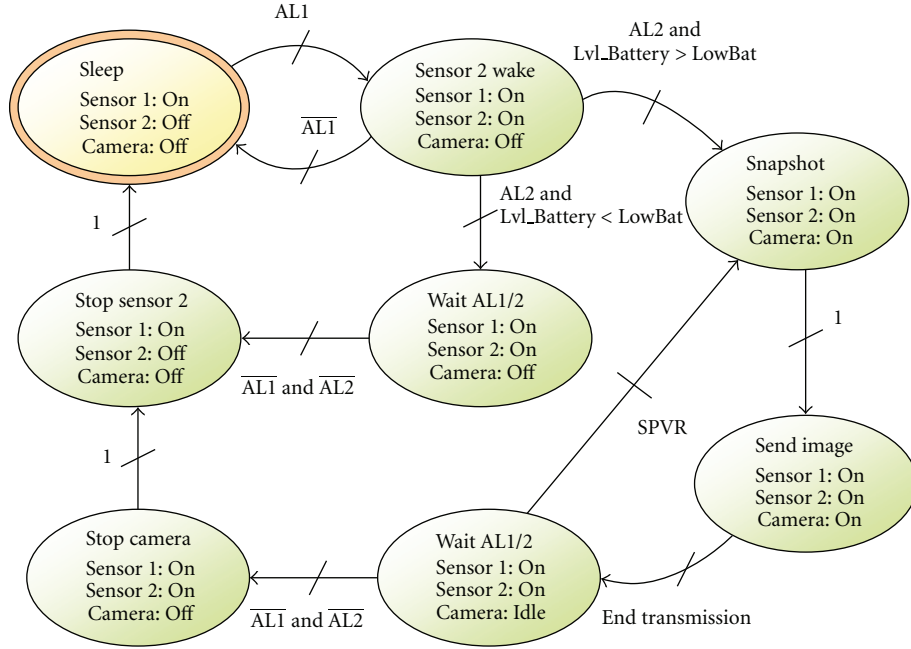 AL1
AL2 and
Lvl_Battery > LowBat
Sleep
Sensor 1: On
Sensor 2: Off
Camera: Off
Sensor 2 wake
Sensor 1: On
Sensor 2: On
Camera: Off
A̅L̅1̅
Snapshot
Sensor 1: On
Sensor 2: On
Camera: On
AL2 and
Lvl_Battery < LowBat
1
Stop sensor 2
Sensor 1: On
Sensor 2: Off
Camera: Off
Wait AL1/2
Sensor 1: On
Sensor 2: On
Camera: Off
1
A̅L̅1̅ and A̅L̅2̅
SPVR
Send image
Sensor 1: On
Sensor 2: On
Camera: On
1
Stop camera
Sensor 1: On
Sensor 2: On
Camera: Off
Wait AL1/2
Sensor 1: On
Sensor 2: On
Camera: Idle
A̅L̅1̅ and A̅L̅2̅
End transmission